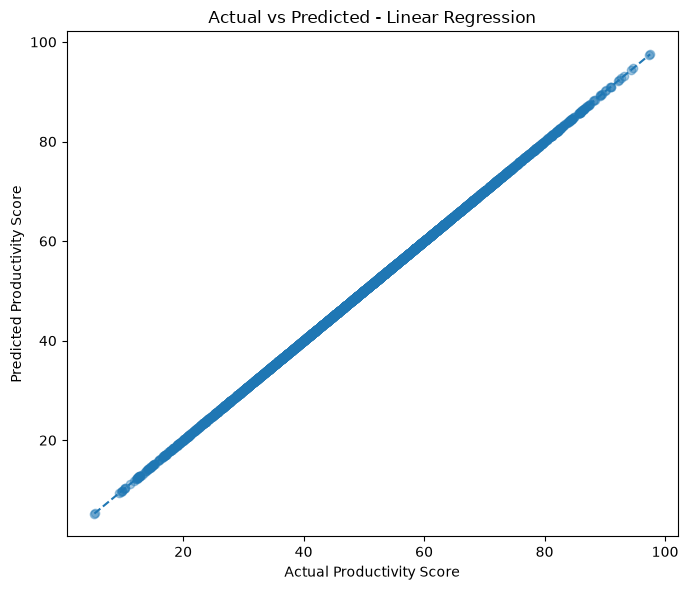 Actual vs Predicted - Linear Regression
Predicted Productivity Score
100
80
60
40
20
20 40 60 80 100
Actual Productivity Score